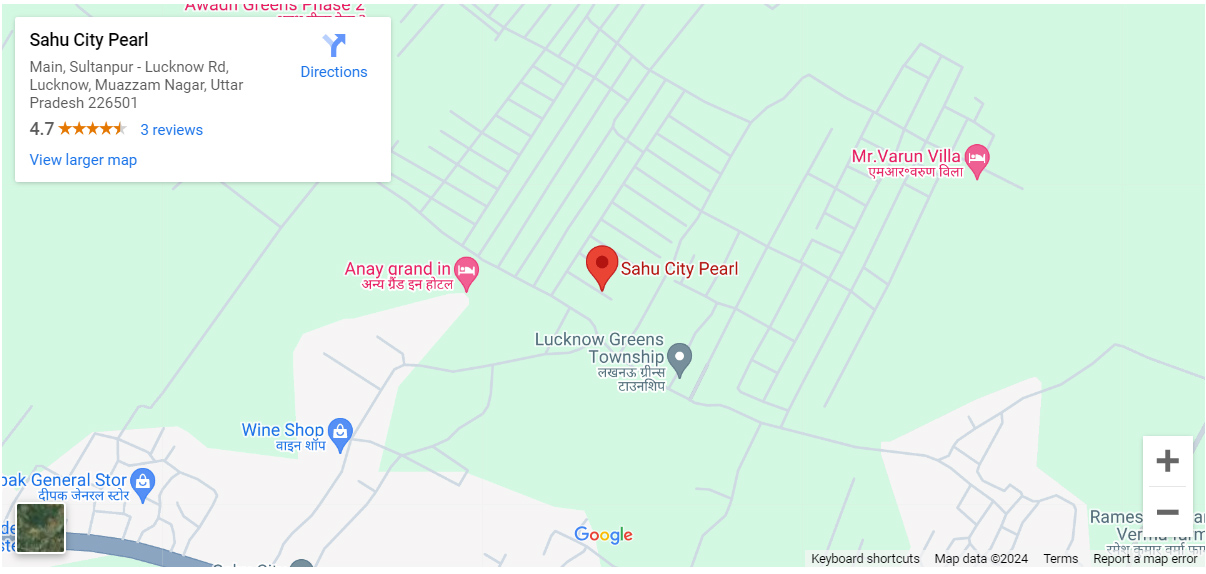 Awadh Greens Phase 2
Sahu City Pearl
Directions
Main, Sultanpur - Lucknow Rd,
Lucknow, Muazzam Nagar, Uttar
Pradesh 226501
4.7
3 reviews
View larger map
Mr.Varun Villa
एमआर॰वरुण विला
Anay grand in
अन्य ग्रैंड इन होटल
Sahu City Pearl
Lucknow Greens
Township
लखनऊ ग्रीन्स
टाउनशिप
Wine Shop
वाइन शॉप
pak General Stor
दीपक जेनरल स्टोर
Rames
Verma farm
Google
Keyboard shortcuts
Map data ©2024
Terms
Report a map error